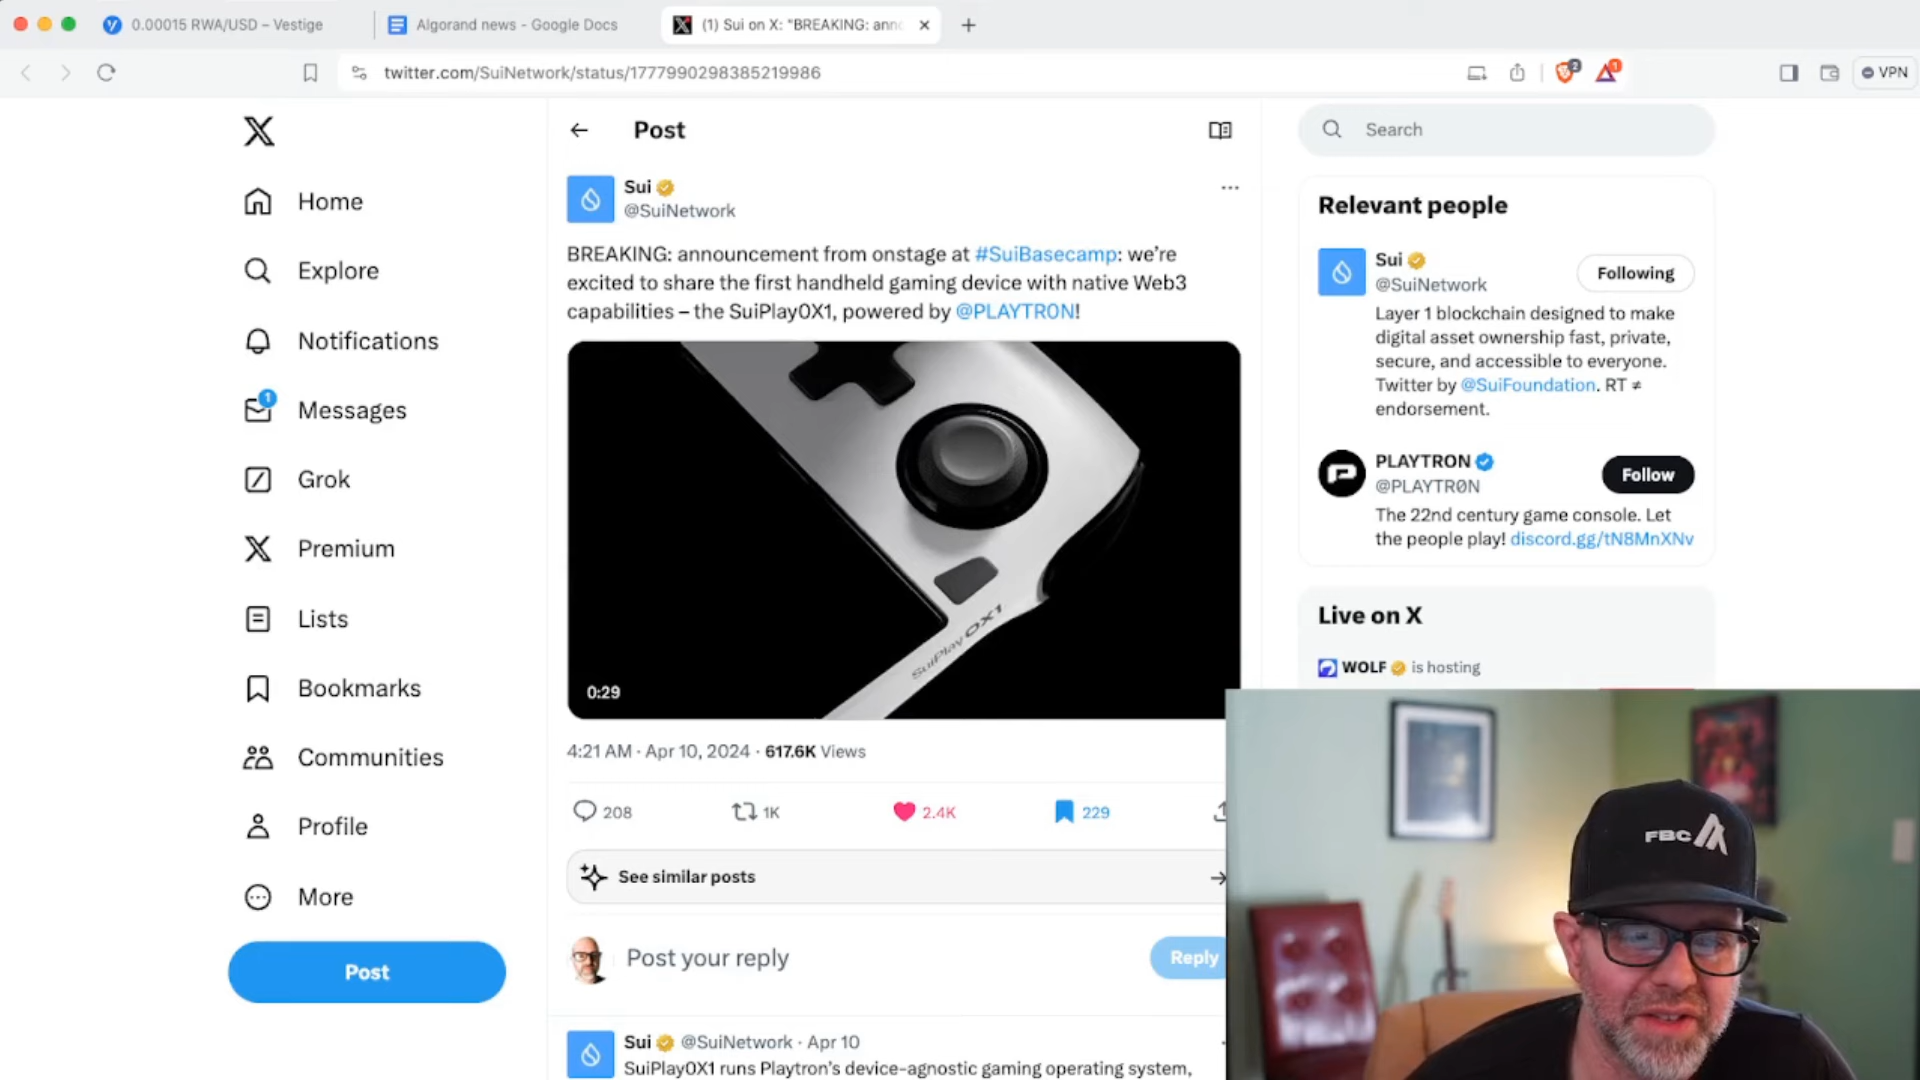 0.00015 RWA/USD – Vestige
Algorand news - Google Docs
(1) Sui on X: "BREAKING: ann
twitter.com/SuiNetwork/status/1777990298385219986
2
1
VPN
Home
Explore
Notifications
1
Messages
Grok
Premium
Lists
Bookmarks
Communities
Profile
More
Post
Post
Sui
@SuiNetwork
BREAKING: announcement from onstage at #SuiBasecamp: we're
excited to share the first handheld gaming device with native Web3
capabilities – the SuiPlay0X1, powered by @PLAYTR0N!
SuiPlay 0X1
0:29
4:21 AM · Apr 10, 2024 · 617.6K Views
208
1K
2.4K
229
See similar posts
Post your reply
Reply
Sui @SuiNetwork · Apr 10
SuiPlay0X1 runs Playtron's device-agnostic gaming operating system,
Search
Relevant people
Sui
@SuiNetwork
Following
Layer 1 blockchain designed to make
digital asset ownership fast, private,
secure, and accessible to everyone.
Twitter by @SuiFoundation. RT ≠
endorsement.
PLAYTRON
@PLAYTR0N
Follow
The 22nd century game console. Let
the people play! discord.gg/tN8MnXNv
Live on X
WOLF is hosting
FBC